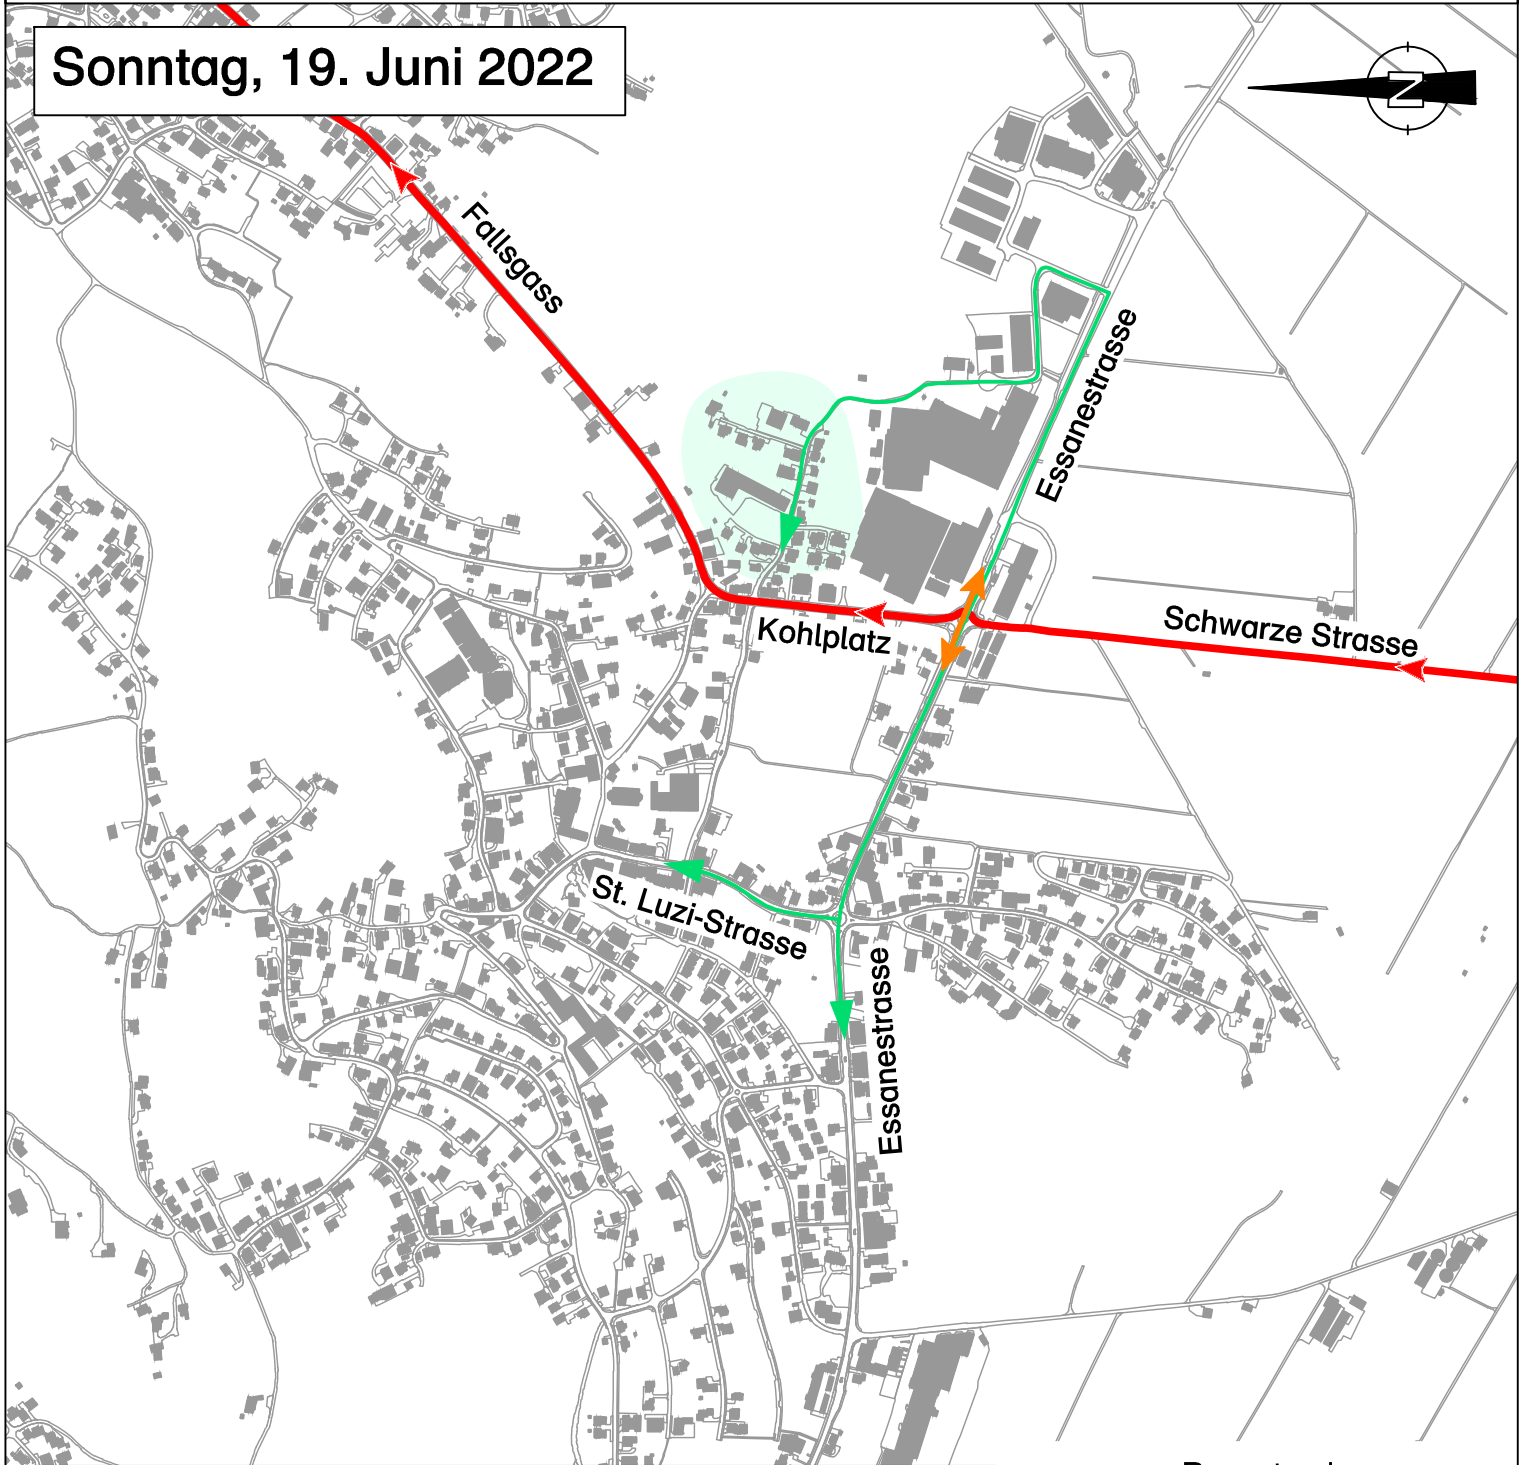 Sonntag, 19. Juni 2022
N
Fallsgass
Essanestrasse
Schwarze Strasse
Kohlplatz
St. Luzi-Strasse
Essanestrasse